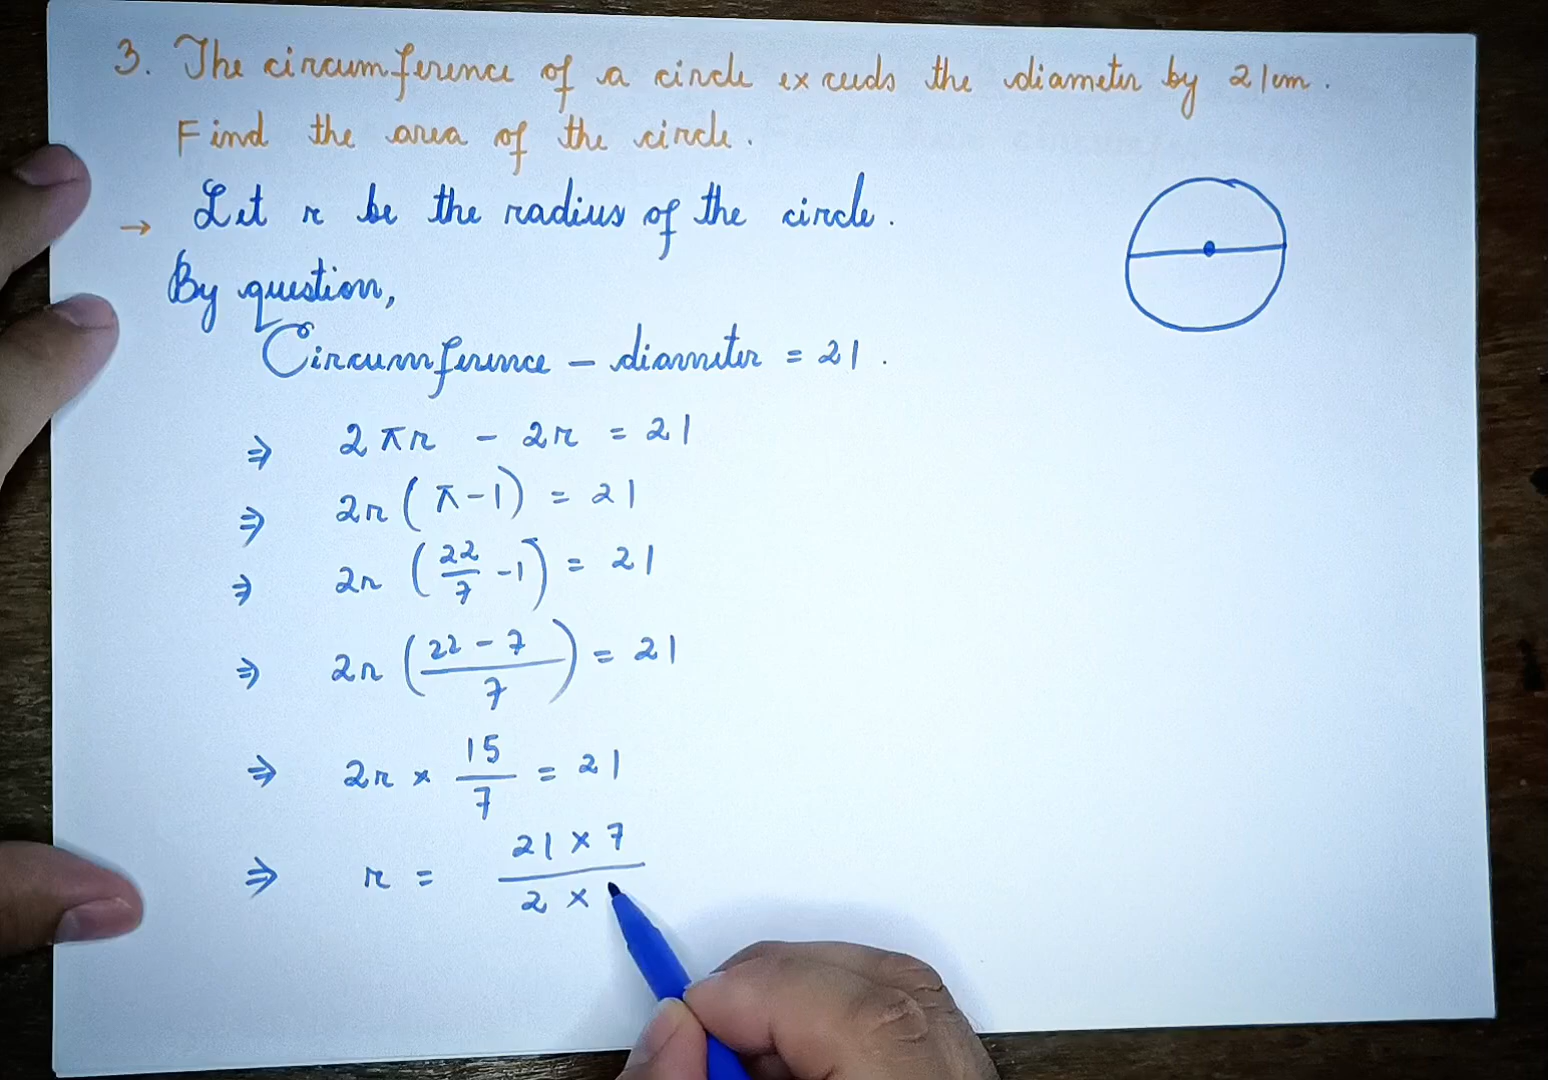 3. The circumference of a circle exceeds the diameter by 21cm.
Find the area of the circle.
→ Let r be the radius of the circle.
By question,
Circumference - diameter = 21.
⇒ 2πr - 2r = 21
⇒ 2r (π-1) = 21
⇒ 2r (22/7 -1) = 21
⇒ 2r (22-7/7) = 21
⇒ 2r × 15/7 = 21
⇒ r = 21 × 7/2 ×